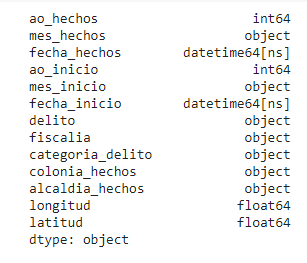 ao_hechos int64
mes_hechos object
fecha_hechos datetime64[ns]
ao_inicio int64
mes_inicio object
fecha_inicio datetime64[ns]
delito object
fiscalia object
categoria_delito object
colonia_hechos object
alcaldia_hechos object
longitud float64
latitud float64
dtype: object